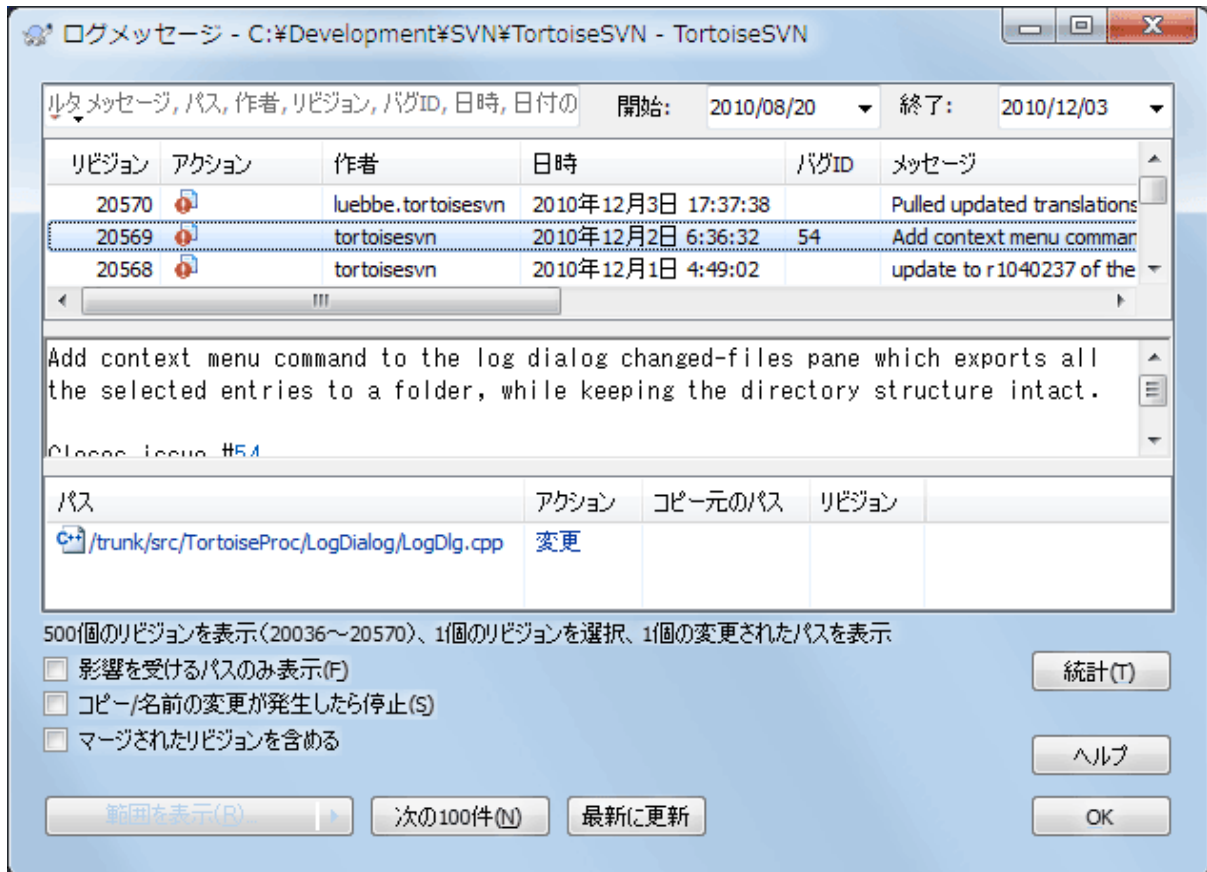 ログメッセージ - C:¥Development¥SVN¥TortoiseSVN - TortoiseSVN
ルタ メッセージ, パス, 作者, リビジョン, バグID, 日時, 日付の 開始: 2010/08/20 終了: 2010/12/03
リビジョン アクション 作者 日時 バグID メッセージ
20570 luebbe.tortoisesvn 2010年12月3日 17:37:38 Pulled updated translations
20569 tortoisesvn 2010年12月2日 6:36:32 54 Add context menu comman
20568 tortoisesvn 2010年12月1日 4:49:02 update to r1040237 of the
Add context menu command to the log dialog changed-files pane which exports all
the selected entries to a folder, while keeping the directory structure intact.
Closes issue #54
パス アクション コピー元のパス リビジョン
C++ /trunk/src/TortoiseProc/LogDialog/LogDlg.cpp 変更
500個のリビジョンを表示(20036～20570)、1個のリビジョンを選択、1個の変更されたパスを表示
影響を受けるパスのみ表示(F)
統計(T)
コピー/名前の変更が発生したら停止(S)
マージされたリビジョンを含める
ヘルプ
範囲を表示(R)... 次の100件(N) 最新に更新 OK